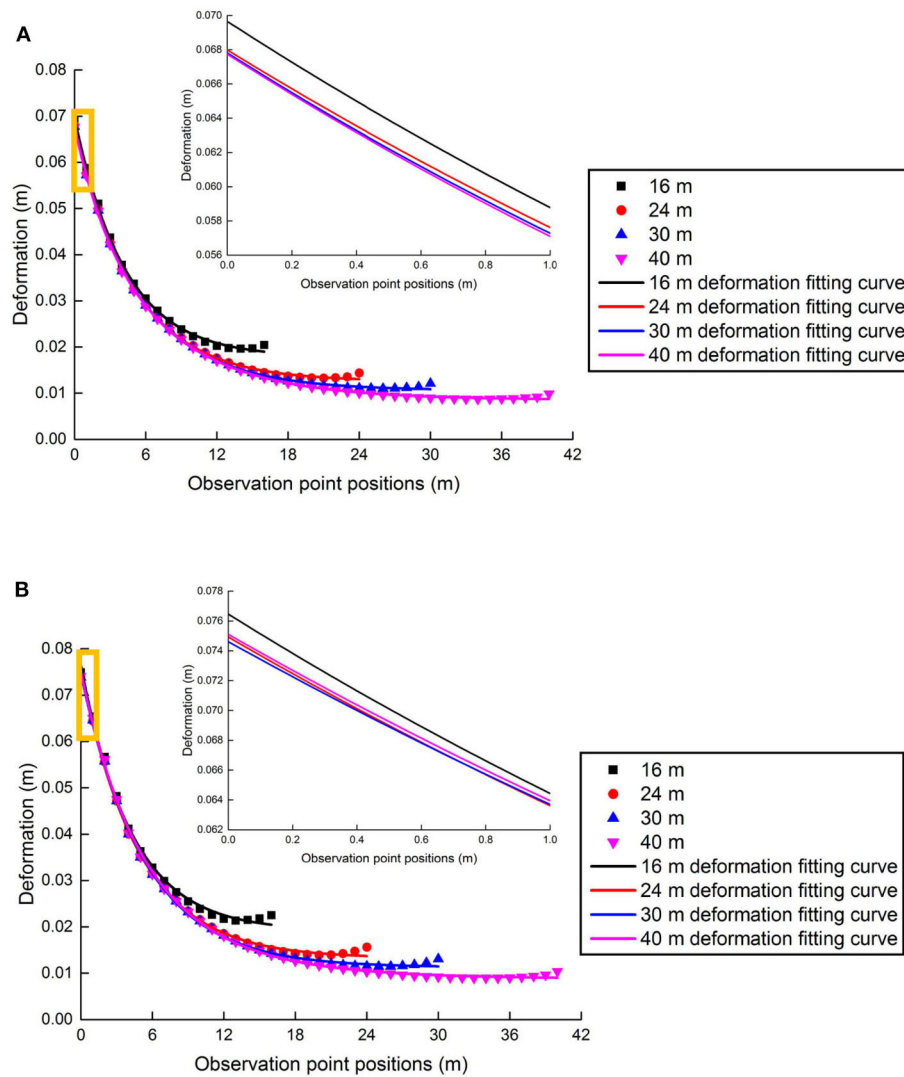 A
0.08
0.07
0.06
0.05
0.04
0.03
0.02
0.01
0.00
Deformation (m)
0 6 12 18 24 30 36 42
Observation point positions (m)
0.070
0.068
0.066
0.064
0.062
0.060
0.058
0.056
Deformation (m)
0.0 0.2 0.4 0.6 0.8 1.0
Observation point positions (m)
16 m
24 m
30 m
40 m
16 m deformation fitting curve
24 m deformation fitting curve
30 m deformation fitting curve
40 m deformation fitting curve
B
0.08
0.07
0.06
0.05
0.04
0.03
0.02
0.01
0.00
Deformation (m)
0 6 12 18 24 30 36 42
Observation point positions (m)
0.078
0.076
0.074
0.072
0.070
0.068
0.066
0.064
0.062
Deformation (m)
0.0 0.2 0.4 0.6 0.8 1.0
Observation point positions (m)
16 m
24 m
30 m
40 m
16 m deformation fitting curve
24 m deformation fitting curve
30 m deformation fitting curve
40 m deformation fitting curve